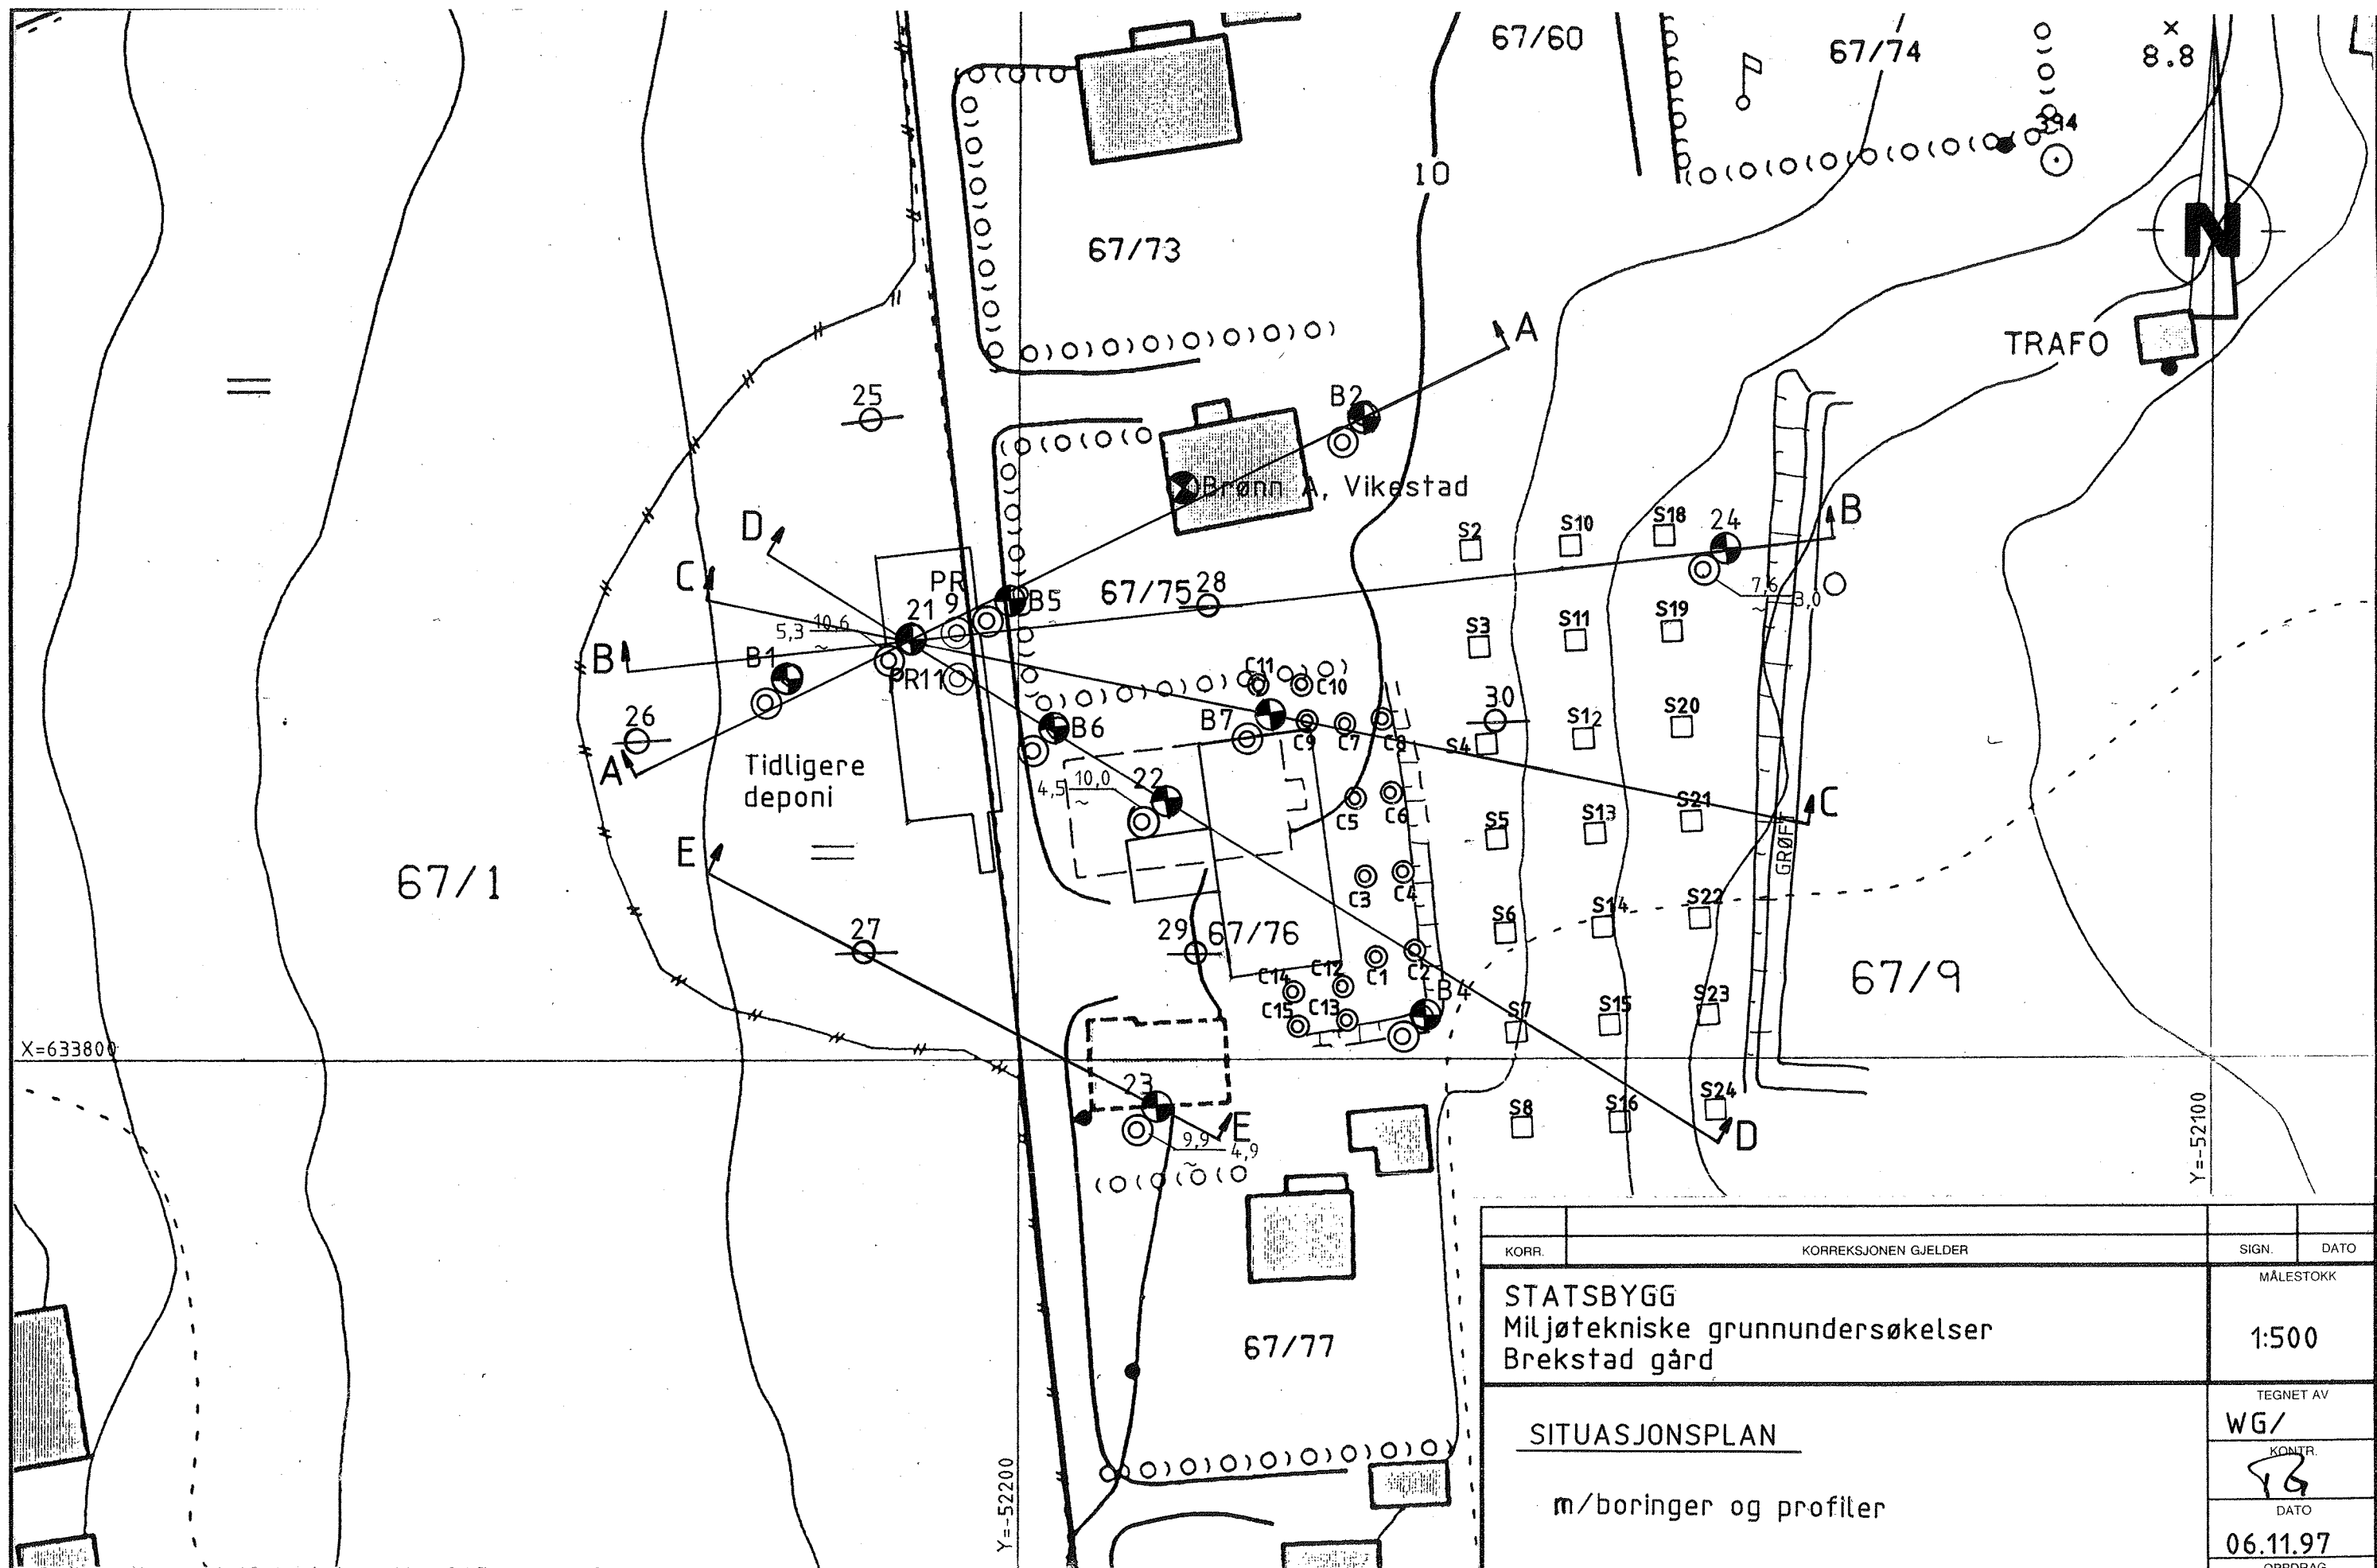 67/60
67/74
8.8
394
10
67/73
N
TRAFO
A
B2
25
Brønn A, Vikestad
D
B
S2
S10
S18
24
C
PR
9
21
B5
67/75
28
7,6
3,0
~
5,3
10,6
~
S3
S11
S19
B
B1
PR11
C11
C10
26
A
B6
B7
C9
C7
C8
30
S4
S12
S20
Tidligere
deponi
4,5
10,0
~
22
C5
C6
S5
S13
S21
C
GRØFT
E
67/1
C3
C4
27
29
67/76
S6
S14
S22
C14
C12
C1
C2
B4
67/9
C15
C13
S7
S15
S23
X=633800
23
E
9,9
4,9
~
S8
S16
S24
D
Y=-52100
67/77
Y=-52200
KORR.
KORREKSJONEN GJELDER
SIGN.
DATO
STATSBYGG
Miljøtekniske grunnundersøkelser
Brekstad gård
MÅLESTOKK
1:500
SITUASJONSPLAN
m/boringer og profiler
TEGNET AV
WG/
KONTR.
DATO
06.11.97
OPPDRAG